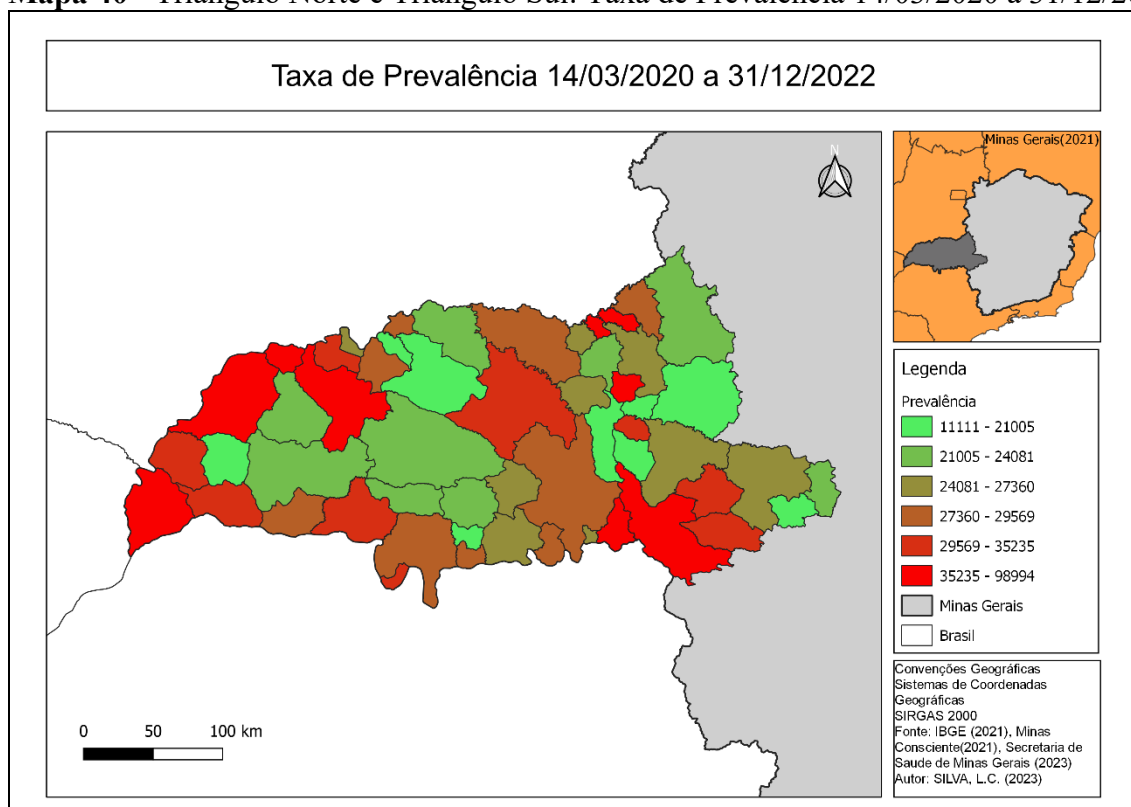 Taxa de Prevalência 14/03/2020 a 31/12/2022
N
Minas Gerais(2021)
Legenda
Prevalência
11111 - 21005
21005 - 24081
24081 - 27360
27360 - 29569
29569 - 35235
35235 - 98994
Minas Gerais
Brasil
0 50 100 km
Convenções Geográficas
Sistemas de Coordenadas
Geográficas
SIRGAS 2000
Fonte: IBGE (2021), Minas
Consciente(2021), Secretaria de
Saude de Minas Gerais (2023)
Autor: SILVA, L.C. (2023)